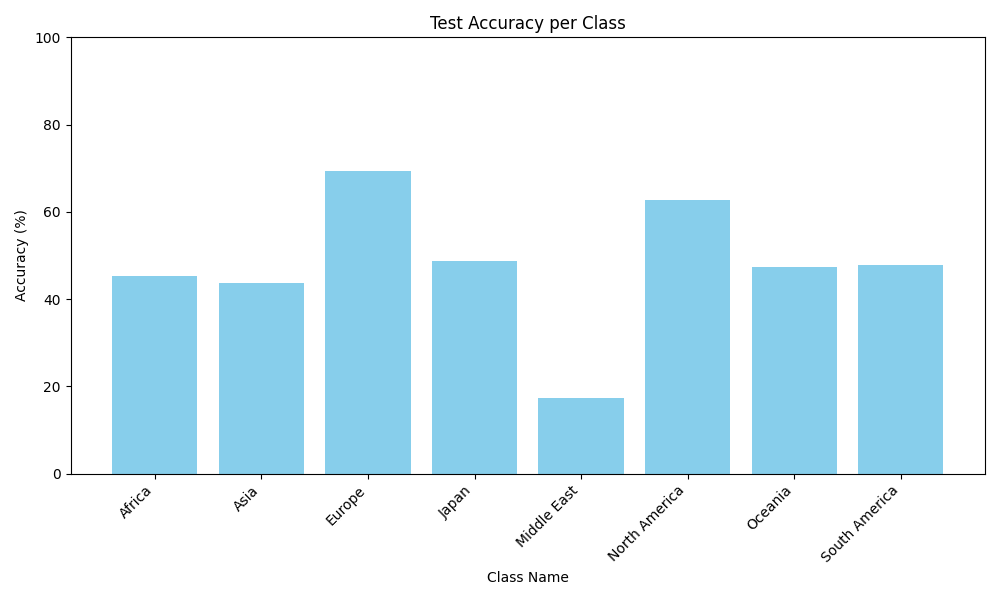 Test Accuracy per Class
Accuracy (%)
100
80
60
40
20
0
Africa
Asia
Europe
Japan
Middle East
North America
Oceania
South America
Class Name